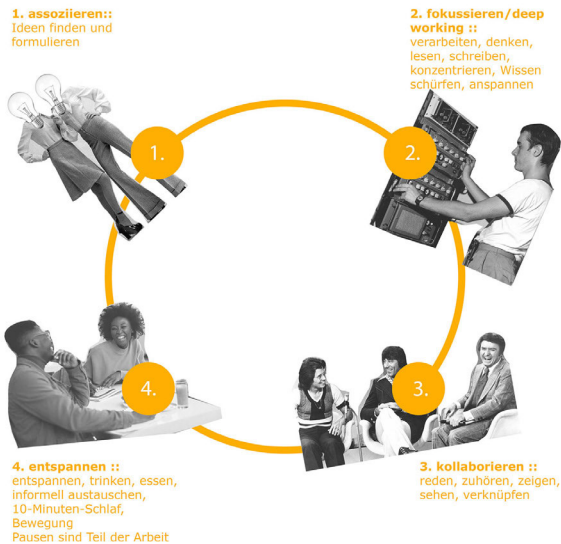 1. assoziieren::
Ideen finden und
formulieren
2. fokussieren/deep
working ::
verarbeiten, denken,
lesen, schreiben,
konzentrieren, Wissen
schürfen, anspannen
1.
2.
3.
4.
3. kollaborieren ::
reden, zuhören, zeigen,
sehen, verknüpfen
4. entspannen ::
entspannen, trinken, essen,
informell austauschen,
10-Minuten-Schlaf,
Bewegung
Pausen sind Teil der Arbeit